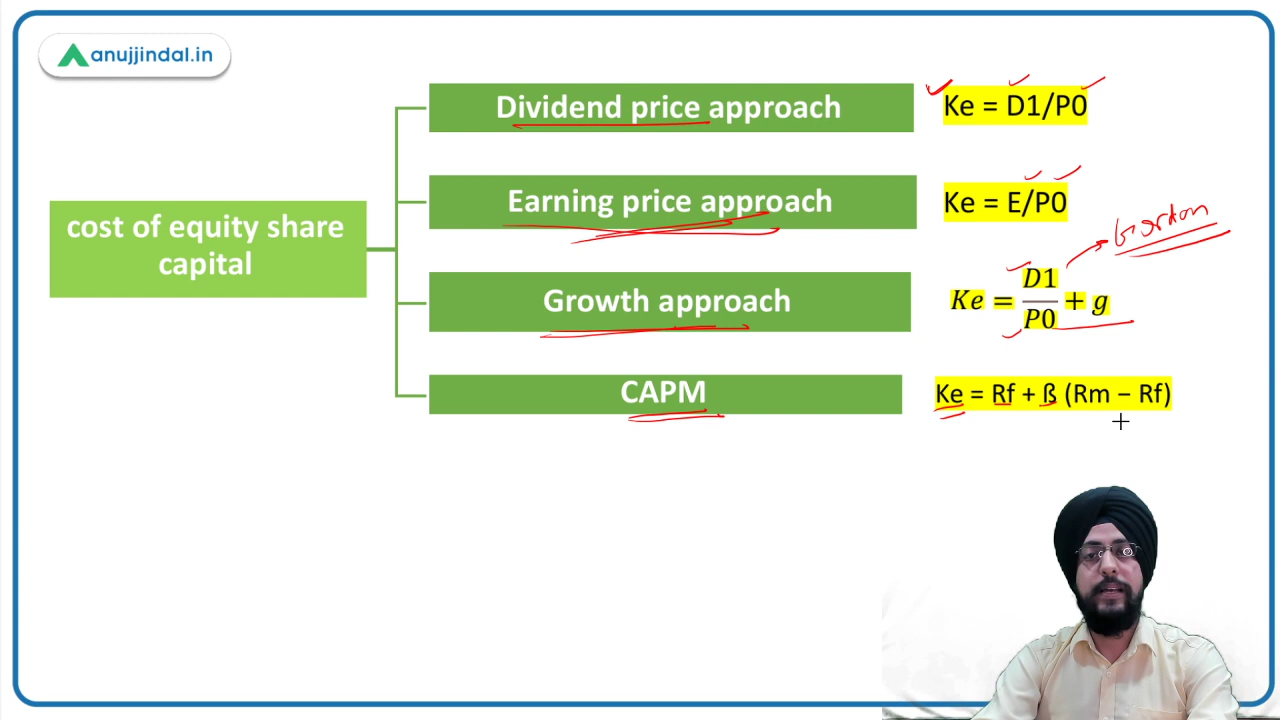 anujjindal.in
Dividend price approach
Ke = D1/P0
Earning price approach
Ke = E/P0
Gordon
cost of equity share
capital
Growth approach
Ke = D1/P0 + g
CAPM
Ke = Rf + ß (Rm – Rf)